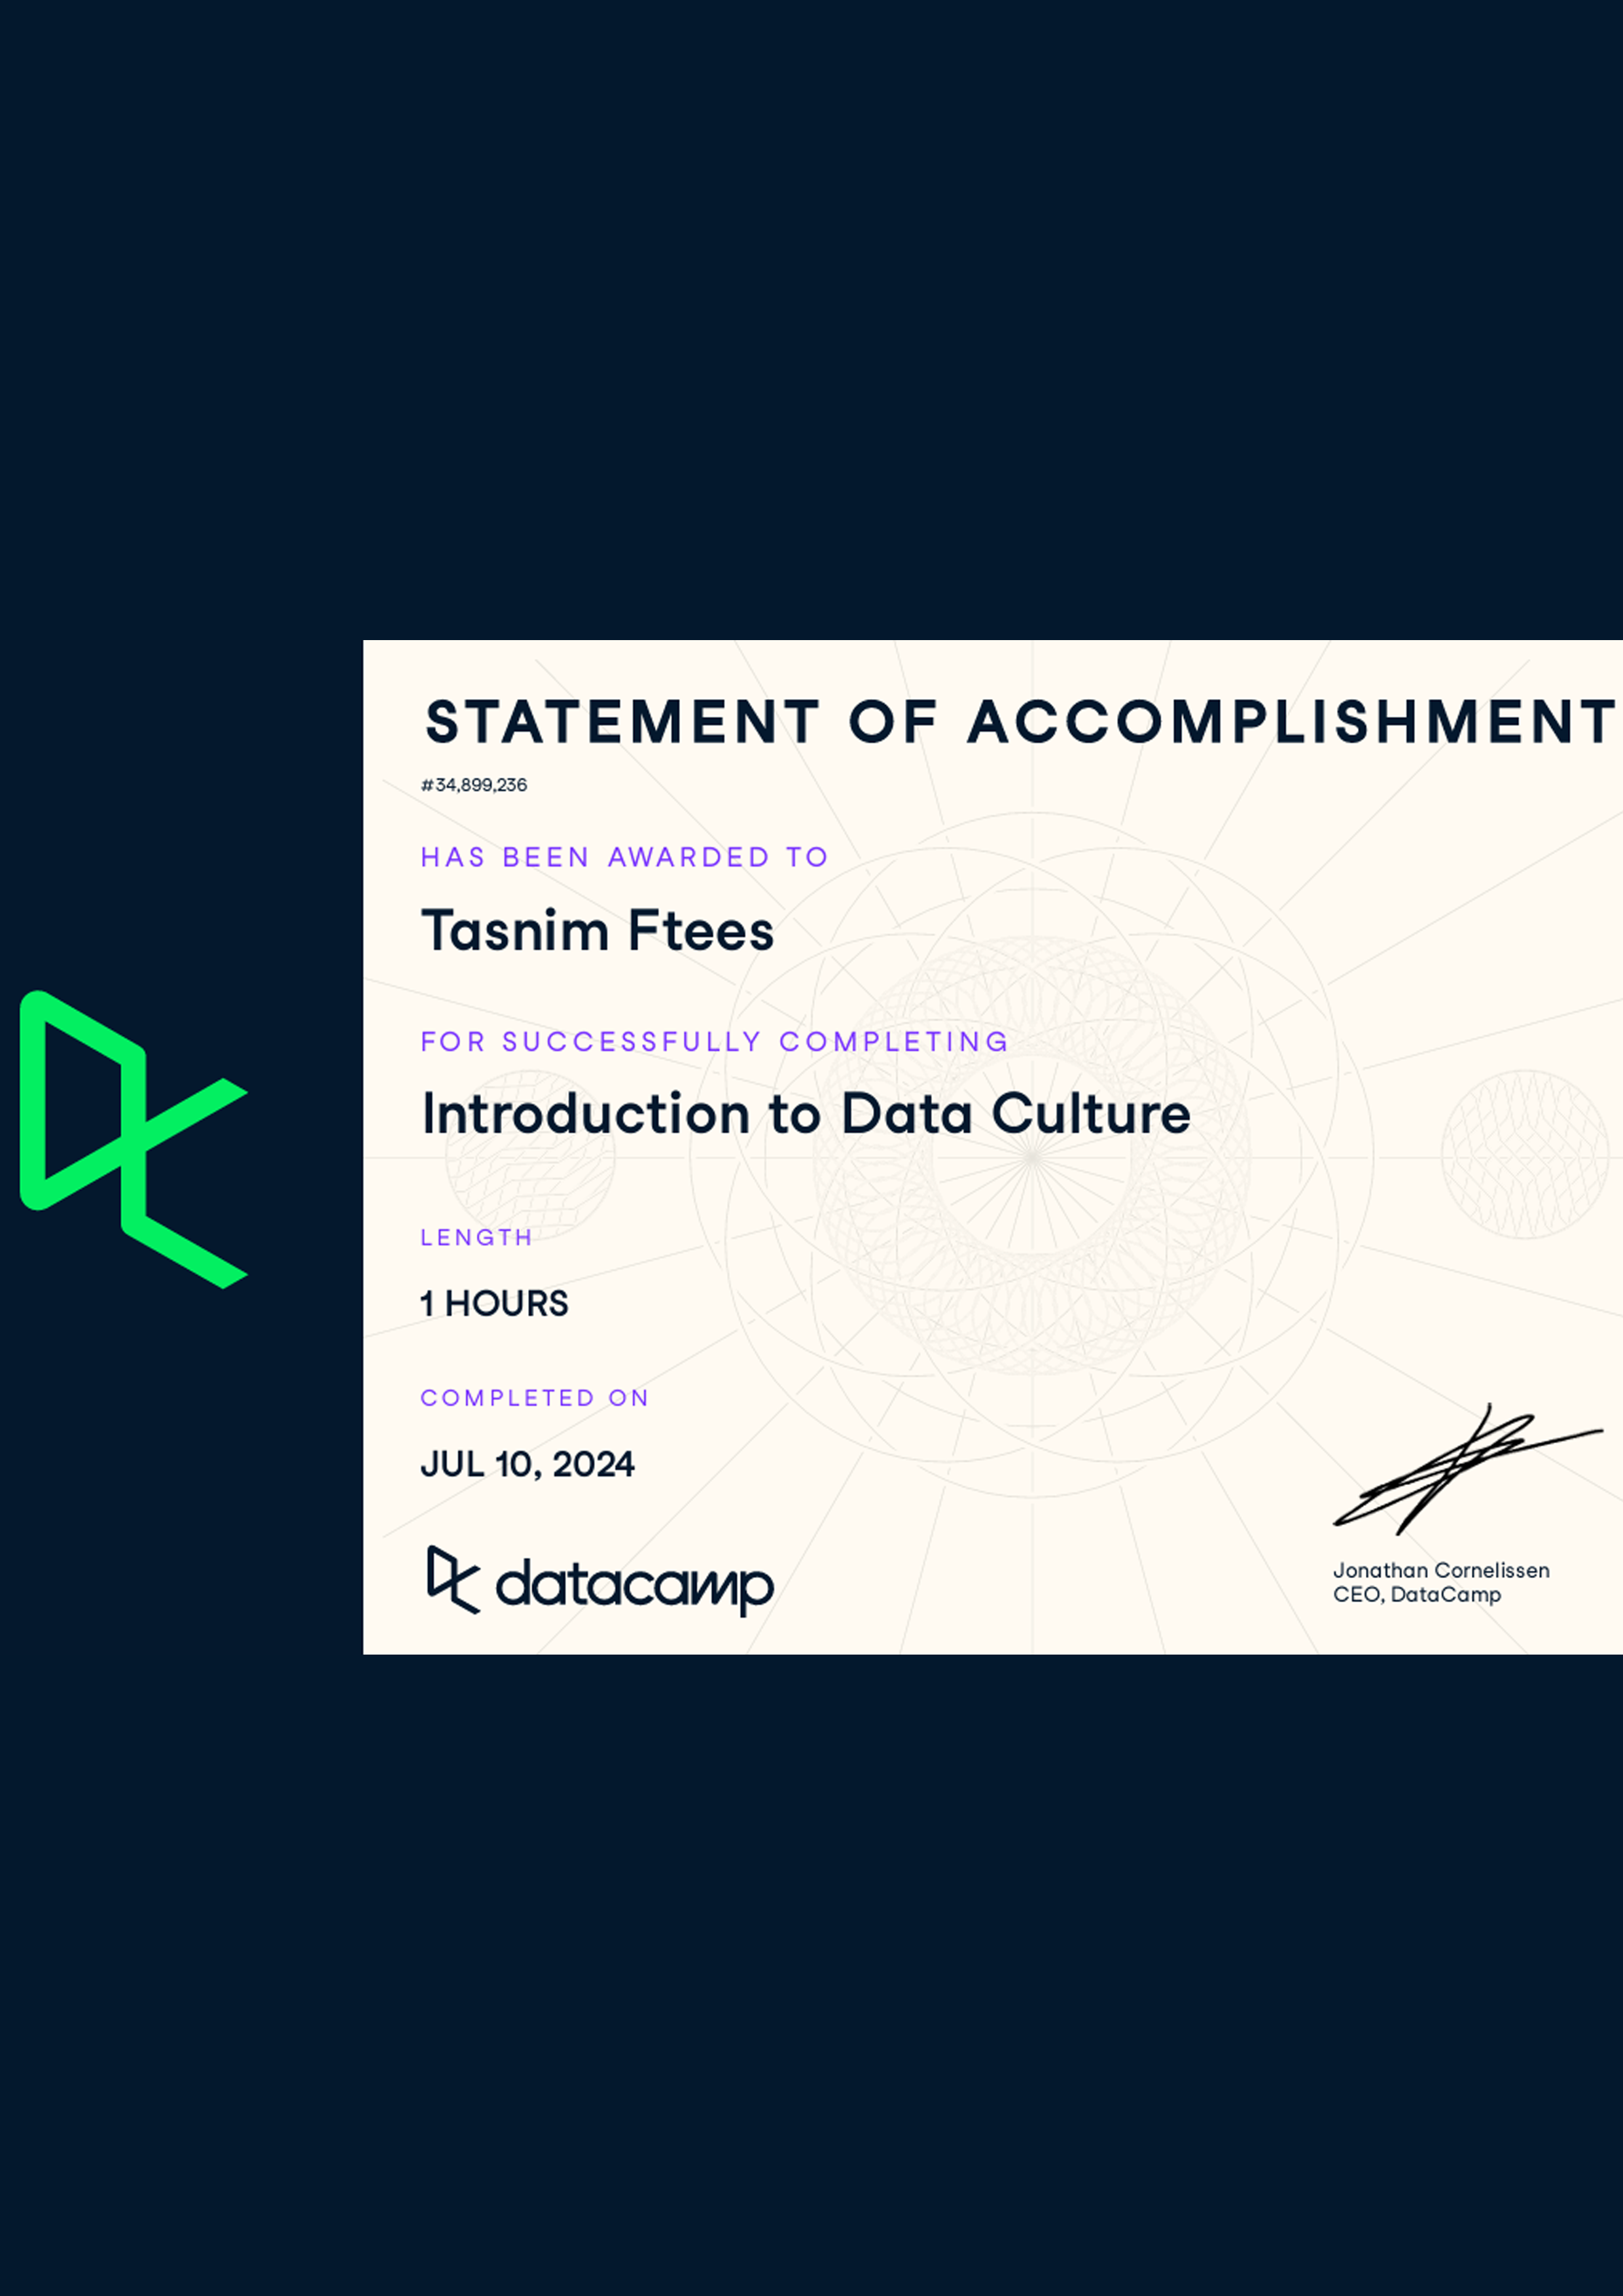 STATEMENT OF ACCOMPLISHMENT
#34,899,236
HAS BEEN AWARDED TO
Tasnim Ftees
FOR SUCCESSFULLY COMPLETING
Introduction to Data Culture
LENGTH
1 HOURS
COMPLETED ON
JUL 10, 2024
datacamp
Jonathan Cornelissen
CEO, DataCamp